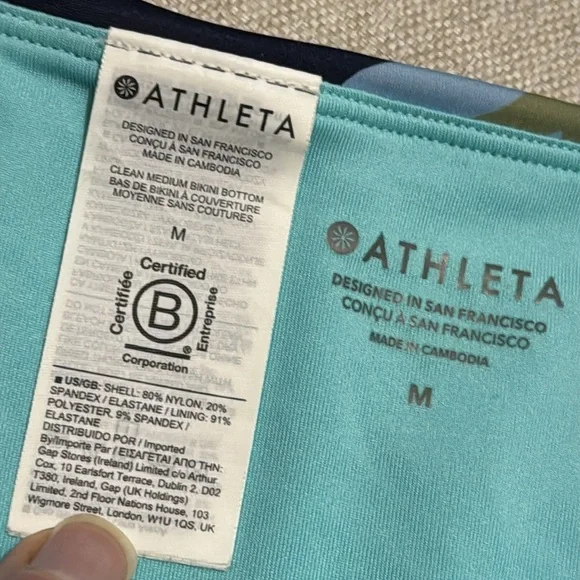 ATHLETA
DESIGNED IN SAN FRANCISCO
CONÇU À SAN FRANCISCO
MADE IN CAMBODIA
CLEAN MEDIUM BIKINI BOTTOM
BAS DE BIKINI À COUVERTURE
MOYENNE SANS COUTURES
M
Certified
Certifiée
B
Entreprise
®
Corporation
■ US/GB: SHELL: 80% NYLON, 20%
SPANDEX / ELASTANE / LINING: 91%
POLYESTER, 9% SPANDEX /
ELASTANE
DISTRIBUIDO POR / Imported
By/Importe Par / ΕΙΣΑΓΕΤΑΙ ΑΠΟ ΤΗΝ:
Gap Stores (Ireland) Limited c/o Arthur
Cox, 10 Earlsfort Terrace, Dublin 2, D02
T380, Ireland, Gap (UK Holdings)
Limited, 2nd Floor Nations House, 103
Wigmore Street, London, W1U 1QS, UK
ATHLETA
DESIGNED IN SAN FRANCISCO
CONÇU À SAN FRANCISCO
MADE IN CAMBODIA
M